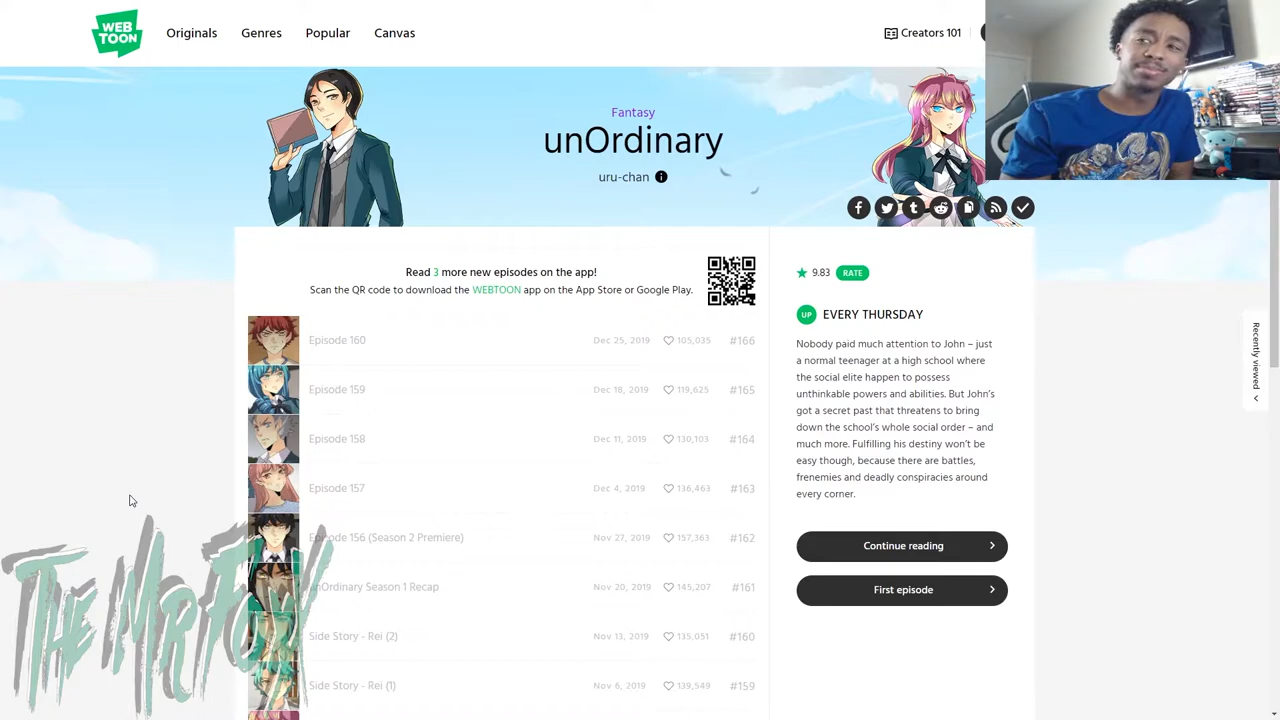 WEB
TOON
Originals
Genres
Popular
Canvas
Creators 101
Fantasy
unOrdinary
uru-chan
Read 3 more new episodes on the app!
Scan the QR code to download the WEBTOON app on the App Store or Google Play.
Episode 160 Dec 25, 2019 105,035 #166
Episode 159 Dec 18, 2019 119,625 #165
Episode 158 Dec 11, 2019 130,103 #164
Episode 157 Dec 4, 2019 136,463 #163
Episode 156 (Season 2 Premiere) Nov 27, 2019 157,363 #162
unOrdinary Season 1 Recap Nov 20, 2019 145,207 #161
Side Story - Rei (2) Nov 13, 2019 135,051 #160
Side Story - Rei (1) Nov 6, 2019 139,549 #159
9.83 RATE
UP EVERY THURSDAY
Nobody paid much attention to John – just
a normal teenager at a high school where
the social elite happen to possess
unthinkable powers and abilities. But John's
got a secret past that threatens to bring
down the school's whole social order – and
much more. Fulfilling his destiny won't be
easy though, because there are battles,
frenemies and deadly conspiracies around
every corner.
Continue reading
First episode
Recently viewed
THE MR FOX